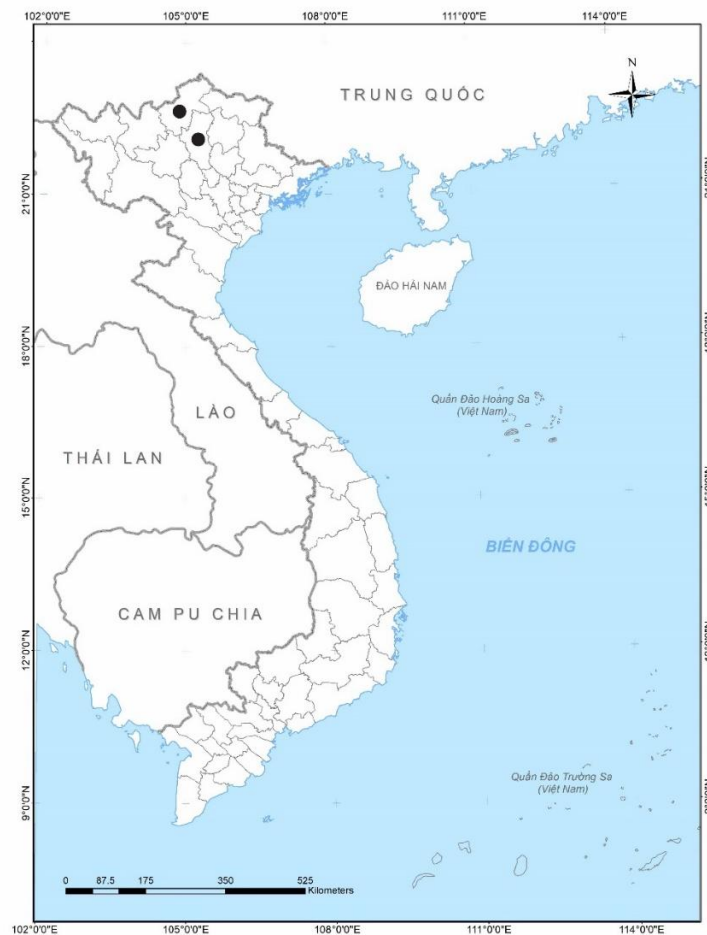 102°0'0"E 105°0'0"E 108°0'0"E 111°0'0"E 114°0'0"E
N
TRUNG QUỐC
21°0'0"N
ĐẢO HẢI NAM
18°0'0"N
Quần Đảo Hoàng Sa
(Việt Nam)
LÀO
THÁI LAN
15°0'0"N
BIỂN ĐÔNG
CAM PU CHIA
12°0'0"N
Quần Đảo Trường Sa
(Việt Nam)
9°0'0"N
0 87.5 175 350 525
Kilometers
102°0'0"E 105°0'0"E 108°0'0"E 111°0'0"E 114°0'0"E